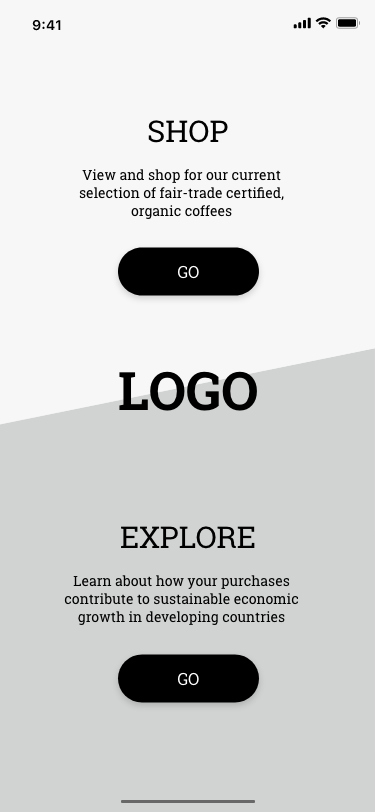 9:41
SHOP
View and shop for our current
selection of fair-trade certified,
organic coffees
GO
LOGO
EXPLORE
Learn about how your purchases
contribute to sustainable economic
growth in developing countries
GO